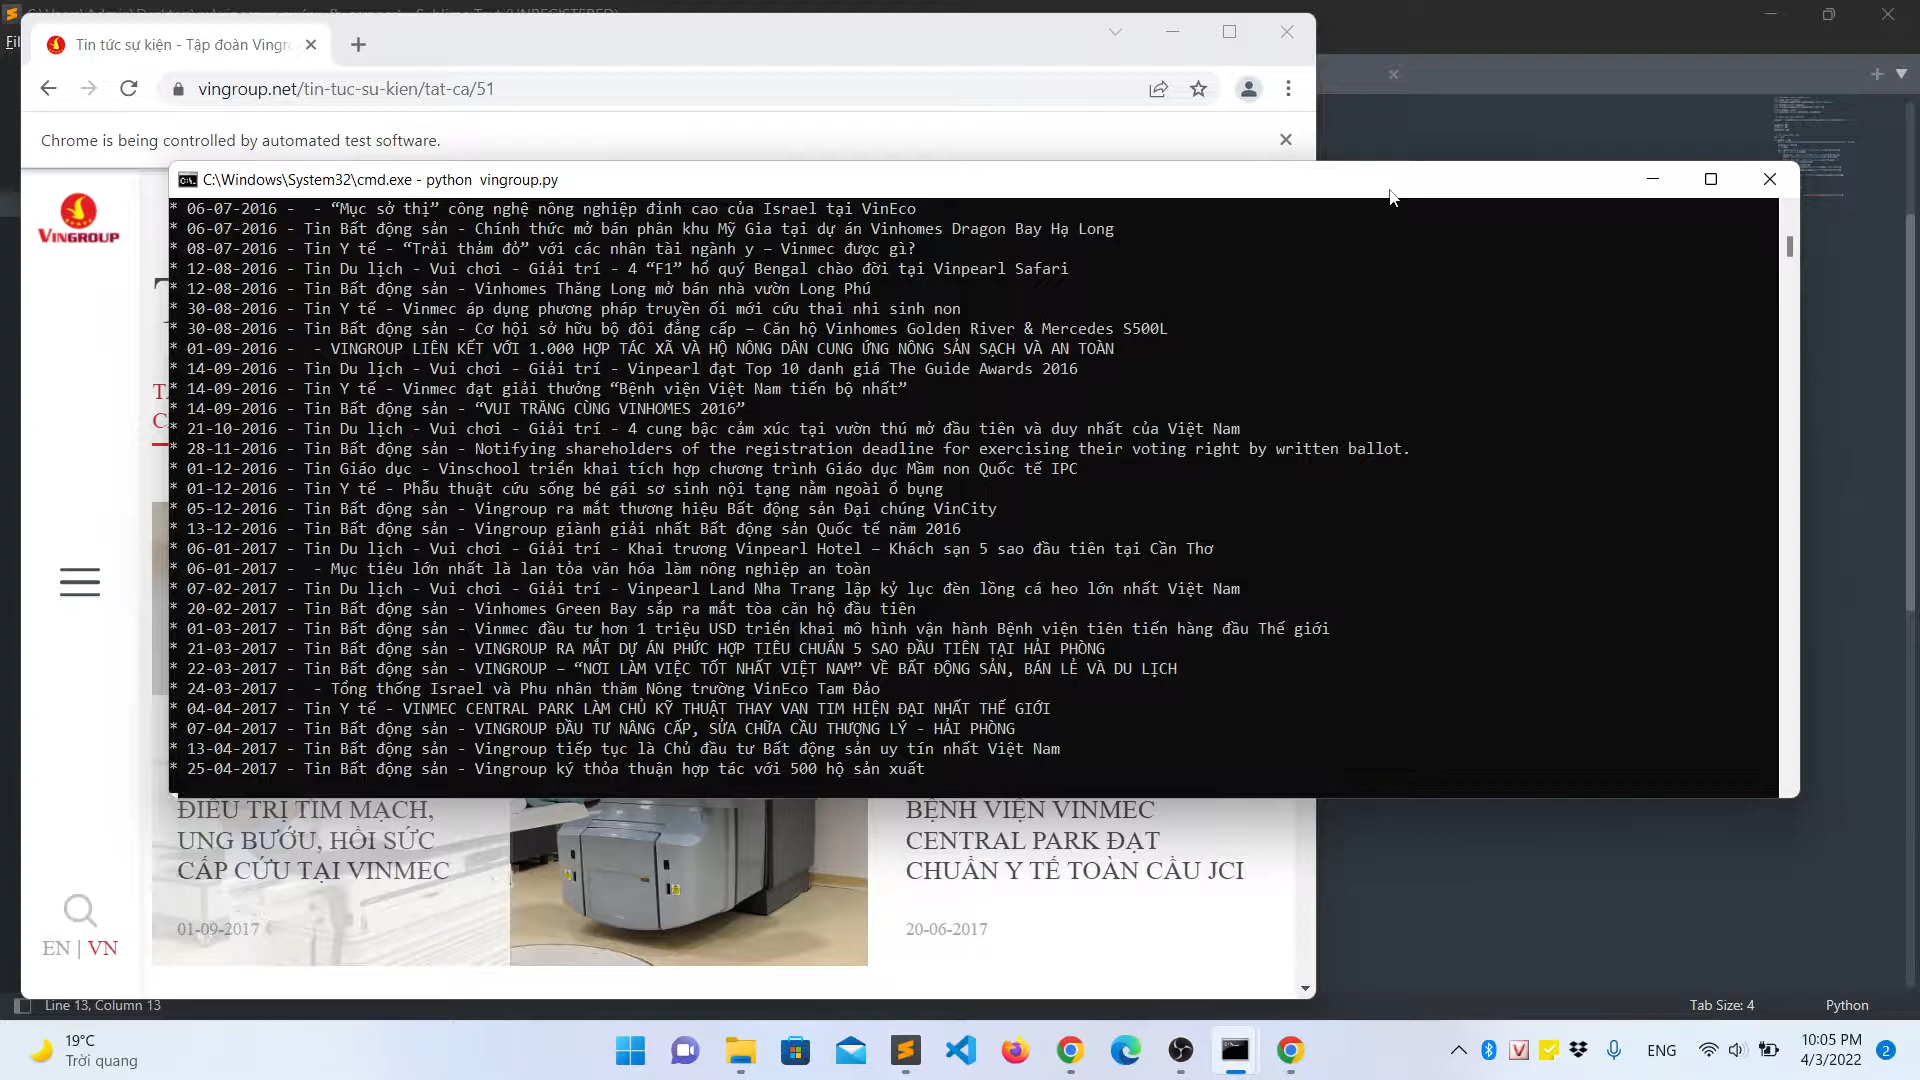 Tin tức sự kiện - Tập đoàn Vingr
vingroup.net/tin-tuc-su-kien/tat-ca/51
Chrome is being controlled by automated test software.
C:\Windows\System32\cmd.exe - python  vingroup.py
VINGROUP
* 06-07-2016 -  - “Mục sở thị” công nghệ nông nghiệp đỉnh cao của Israel tại VinEco
* 06-07-2016 - Tin Bất động sản - Chính thức mở bán phân khu Mỹ Gia tại dự án Vinhomes Dragon Bay Hạ Long
* 08-07-2016 - Tin Y tế - “Trải thảm đỏ” với các nhân tài ngành y – Vinmec được gì?
* 12-08-2016 - Tin Du lịch - Vui chơi - Giải trí - 4 “F1” hổ quý Bengal chào đời tại Vinpearl Safari
* 12-08-2016 - Tin Bất động sản - Vinhomes Thăng Long mở bán nhà vườn Long Phú
* 30-08-2016 - Tin Y tế - Vinmec áp dụng phương pháp truyền ối mới cứu thai nhi sinh non
* 30-08-2016 - Tin Bất động sản - Cơ hội sở hữu bộ đôi đẳng cấp – Căn hộ Vinhomes Golden River & Mercedes S500L
* 01-09-2016 -  - VINGROUP LIÊN KẾT VỚI 1.000 HỢP TÁC XÃ VÀ HỘ NÔNG DÂN CUNG ỨNG NÔNG SẢN SẠCH VÀ AN TOÀN
* 14-09-2016 - Tin Du lịch - Vui chơi - Giải trí - Vinpearl đạt Top 10 danh giá The Guide Awards 2016
* 14-09-2016 - Tin Y tế - Vinmec đạt giải thưởng “Bệnh viện Việt Nam tiến bộ nhất”
* 14-09-2016 - Tin Bất động sản - “VUI TRĂNG CÙNG VINHOMES 2016”
* 21-10-2016 - Tin Du lịch - Vui chơi - Giải trí - 4 cung bậc cảm xúc tại vườn thú mở đầu tiên và duy nhất của Việt Nam
* 28-11-2016 - Tin Bất động sản - Notifying shareholders of the registration deadline for exercising their voting right by written ballot.
* 01-12-2016 - Tin Giáo dục - Vinschool triển khai tích hợp chương trình Giáo dục Mầm non Quốc tế IPC
* 01-12-2016 - Tin Y tế - Phẫu thuật cứu sống bé gái sơ sinh nội tạng nằm ngoài ổ bụng
* 05-12-2016 - Tin Bất động sản - Vingroup ra mắt thương hiệu Bất động sản Đại chúng VinCity
* 13-12-2016 - Tin Bất động sản - Vingroup giành giải nhất Bất động sản Quốc tế năm 2016
* 06-01-2017 - Tin Du lịch - Vui chơi - Giải trí - Khai trương Vinpearl Hotel – Khách sạn 5 sao đầu tiên tại Cần Thơ
* 06-01-2017 -  - Mục tiêu lớn nhất là lan tỏa văn hóa làm nông nghiệp an toàn
* 07-02-2017 - Tin Du lịch - Vui chơi - Giải trí - Vinpearl Land Nha Trang lập kỷ lục đèn lồng cá heo lớn nhất Việt Nam
* 20-02-2017 - Tin Bất động sản - Vinhomes Green Bay sắp ra mắt tòa căn hộ đầu tiên
* 01-03-2017 - Tin Bất động sản - Vinmec đầu tư hơn 1 triệu USD triển khai mô hình vận hành Bệnh viện tiên tiến hàng đầu Thế giới
* 21-03-2017 - Tin Bất động sản - VINGROUP RA MẮT DỰ ÁN PHỨC HỢP TIÊU CHUẨN 5 SAO ĐẦU TIÊN TẠI HẢI PHÒNG
* 22-03-2017 - Tin Bất động sản - VINGROUP – “NƠI LÀM VIỆC TỐT NHẤT VIỆT NAM” VỀ BẤT ĐỘNG SẢN, BÁN LẺ VÀ DU LỊCH
* 24-03-2017 -  - Tổng thống Israel và Phu nhân thăm Nông trường VinEco Tam Đảo
* 04-04-2017 - Tin Y tế - VINMEC CENTRAL PARK LÀM CHỦ KỸ THUẬT THAY VAN TIM HIỆN ĐẠI NHẤT THẾ GIỚI
* 07-04-2017 - Tin Bất động sản - VINGROUP ĐẦU TƯ NÂNG CẤP, SỬA CHỮA CẦU THƯỢNG LÝ - HẢI PHÒNG
* 13-04-2017 - Tin Bất động sản - Vingroup tiếp tục là Chủ đầu tư Bất động sản uy tín nhất Việt Nam
* 25-04-2017 - Tin Bất động sản - Vingroup ký thỏa thuận hợp tác với 500 hộ sản xuất
ĐIỀU TRỊ TIM MẠCH,
UNG BƯỚU, HỒI SỨC
CẤP CỨU TẠI VINMEC
01-09-2017
BỆNH VIỆN VINMEC
CENTRAL PARK ĐẠT
CHUẨN Y TẾ TOÀN CẦU JCI
20-06-2017
EN | VN
Line 13, Column 13
Tab Size: 4
Python
19°C
Trời quang
ENG
10:05 PM
4/3/2022
2